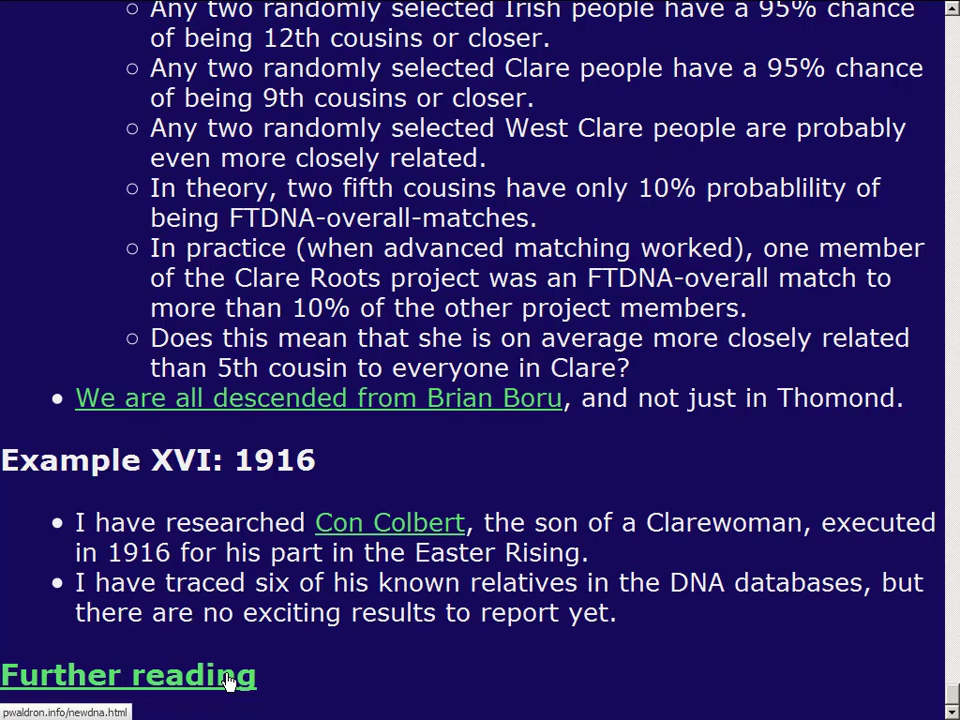 ○ Any two randomly selected Irish people have a 95% chance
of being 12th cousins or closer.
○ Any two randomly selected Clare people have a 95% chance
of being 9th cousins or closer.
○ Any two randomly selected West Clare people are probably
even more closely related.
○ In theory, two fifth cousins have only 10% probablility of
being FTDNA-overall-matches.
○ In practice (when advanced matching worked), one member
of the Clare Roots project was an FTDNA-overall match to
more than 10% of the other project members.
○ Does this mean that she is on average more closely related
than 5th cousin to everyone in Clare?
• We are all descended from Brian Boru, and not just in Thomond.
Example XVI: 1916
• I have researched Con Colbert, the son of a Clarewoman, executed
in 1916 for his part in the Easter Rising.
• I have traced six of his known relatives in the DNA databases, but
there are no exciting results to report yet.
Further reading
pwaldron.info/newdna.html